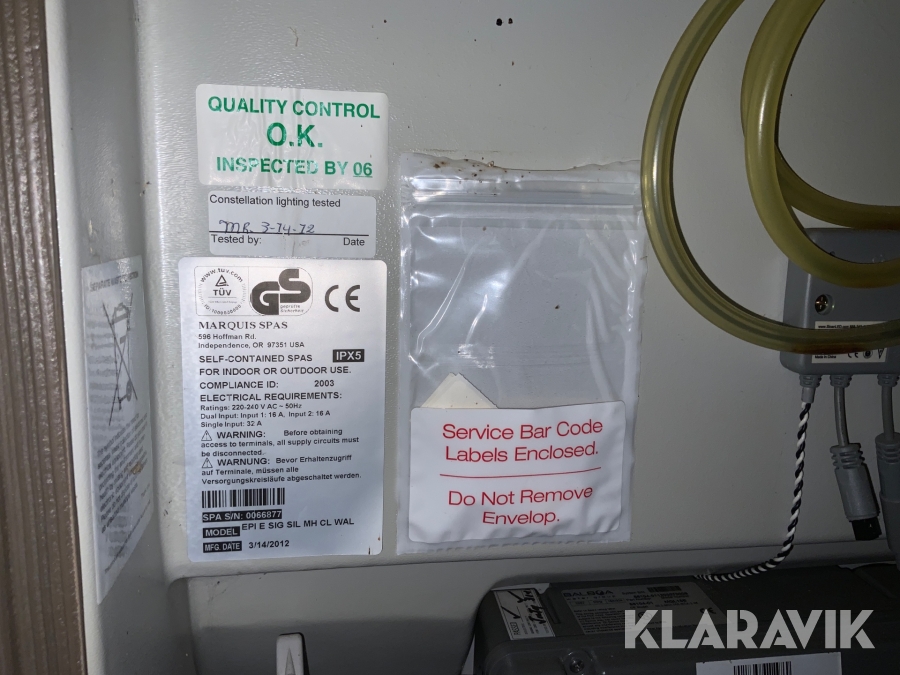 QUALITY CONTROL
O.K.
INSPECTED BY 06
Constellation lighting tested
MR 3-14-12
Tested by: Date
www.tuv.com
TÜV
GS
geprüfte
Sicherheit
CE
MARQUIS SPAS
596 Hoffman Rd.
Independence, OR 97351 USA
SELF-CONTAINED SPAS IPX5
FOR INDOOR OR OUTDOOR USE.
COMPLIANCE ID: 2003
ELECTRICAL REQUIREMENTS:
Ratings: 220-240 V AC ~ 50Hz
Dual Input: Input 1: 16 A, Input 2: 16 A
Single Input: 32 A
WARNING: Before obtaining
access to terminals, all supply circuits must
be disconnected.
WARNUNG: Bevor Erhaltenzugriff
auf Terminale, müssen alle
Versorgungskreisläufe abgeschaltet werden.
SPA S/N: 0066877
MODEL EPI E SIG SIL MH CL WAL
MFG. DATE 3/14/2012
Service Bar Code
Labels Enclosed.
Do Not Remove
Envelop.
BALBOA
KLARAVIK